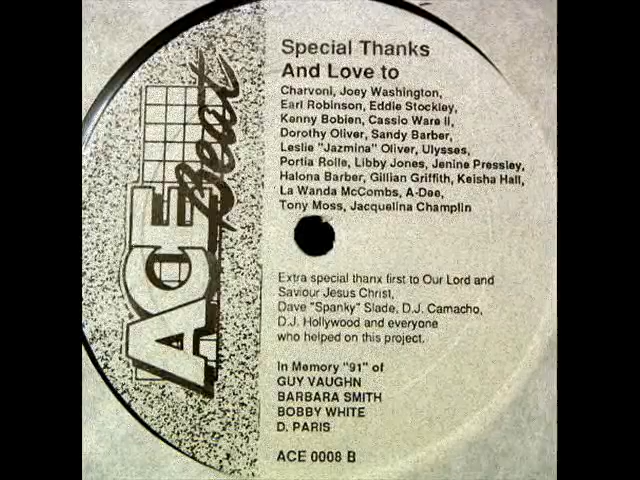 ACE
Beat
Special Thanks
And Love to
Charvoni, Joey Washington,
Earl Robinson, Eddie Stockley,
Kenny Bobien, Cassio Ware II,
Dorothy Oliver, Sandy Barber,
Leslie "Jazmina" Oliver, Ulysses,
Portia Rolle, Libby Jones, Jenine Pressley,
Halona Barber, Gillian Griffith, Keisha Hall,
La Wanda McCombs, A-Dee,
Tony Moss, Jacquelina Champlin
Extra special thanx first to Our Lord and
Saviour Jesus Christ,
Dave "Spanky" Slade, D.J. Camacho,
D.J. Hollywood and everyone
who helped on this project.
In Memory "91" of
GUY VAUGHN
BARBARA SMITH
BOBBY WHITE
D. PARIS
ACE 0008 B